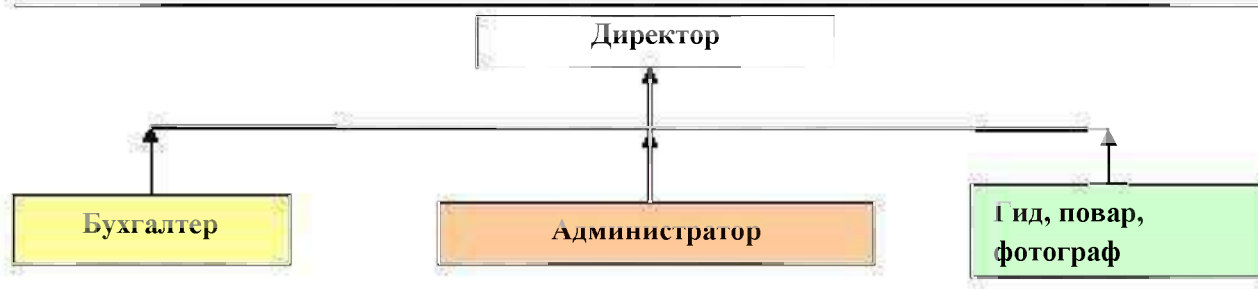 Директор
Бухгалтер
Администратор
Гид, повар,
фотограф